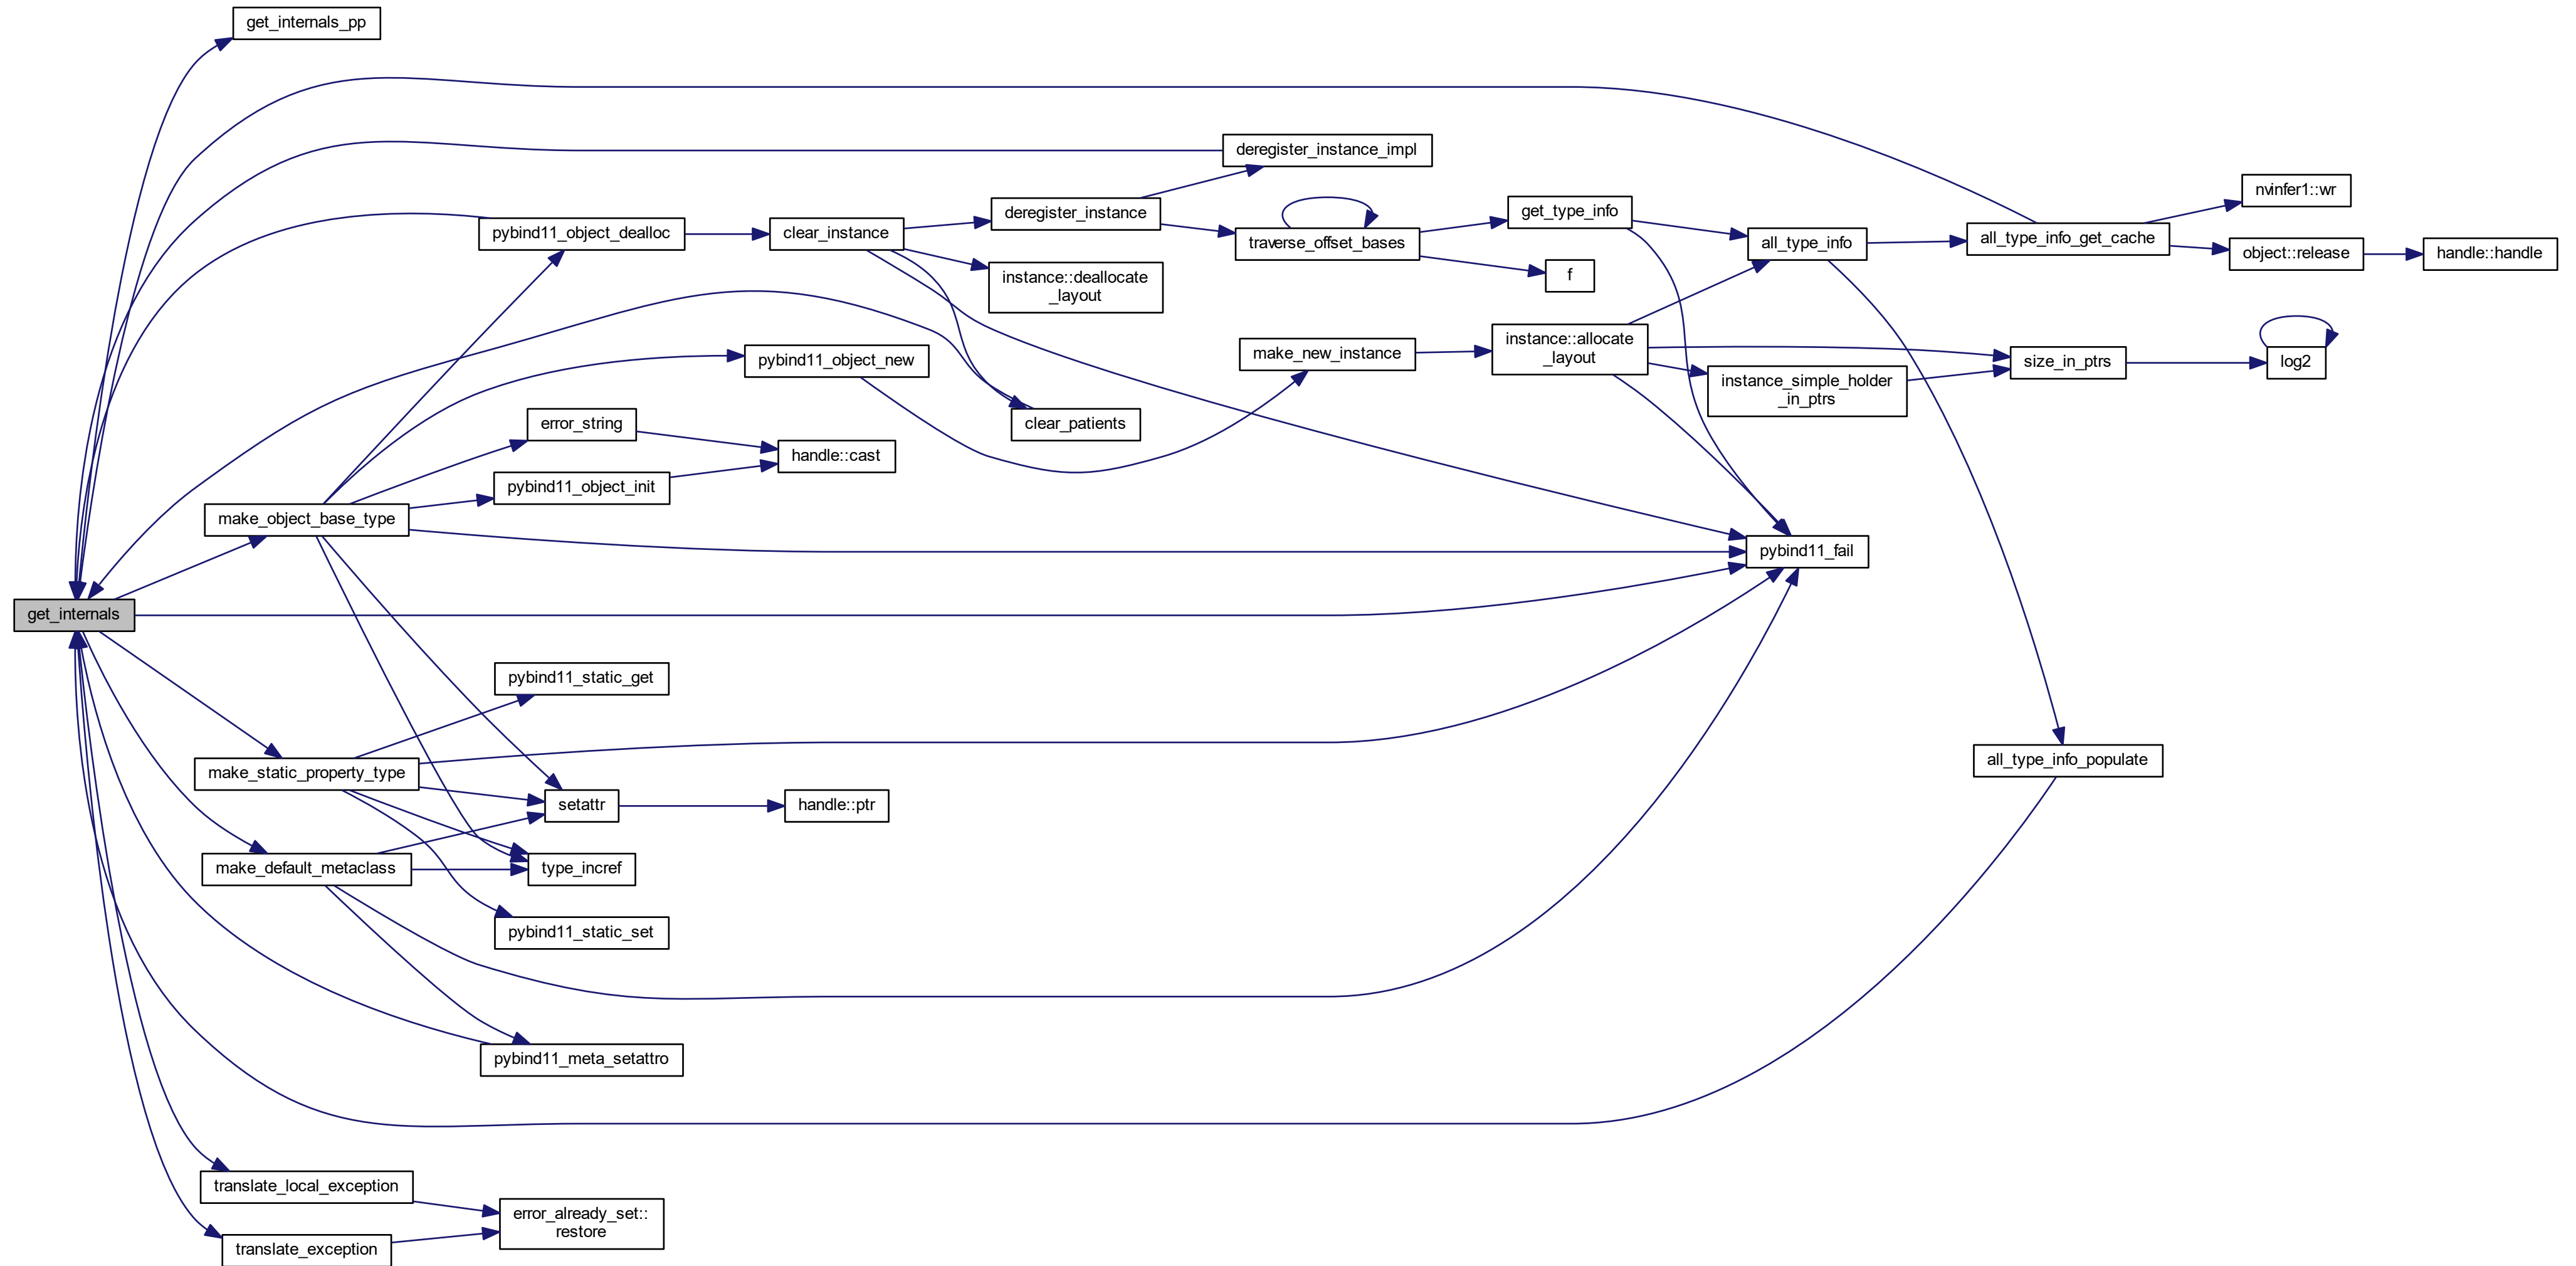 get_internals_pp
deregister_instance_impl
nvinfer1::wr
get_type_info
deregister_instance
pybind11_object_dealloc
clear_instance
traverse_offset_bases
all_type_info
all_type_info_get_cache
object::release
handle::handle
f
instance::deallocate
_layout
instance::allocate
_layout
make_new_instance
pybind11_object_new
size_in_ptrs
log2
instance_simple_holder
_in_ptrs
error_string
clear_patients
handle::cast
pybind11_object_init
make_object_base_type
pybind11_fail
get_internals
pybind11_static_get
make_static_property_type
all_type_info_populate
setattr
handle::ptr
make_default_metaclass
type_incref
pybind11_static_set
pybind11_meta_setattro
translate_local_exception
error_already_set::
restore
translate_exception